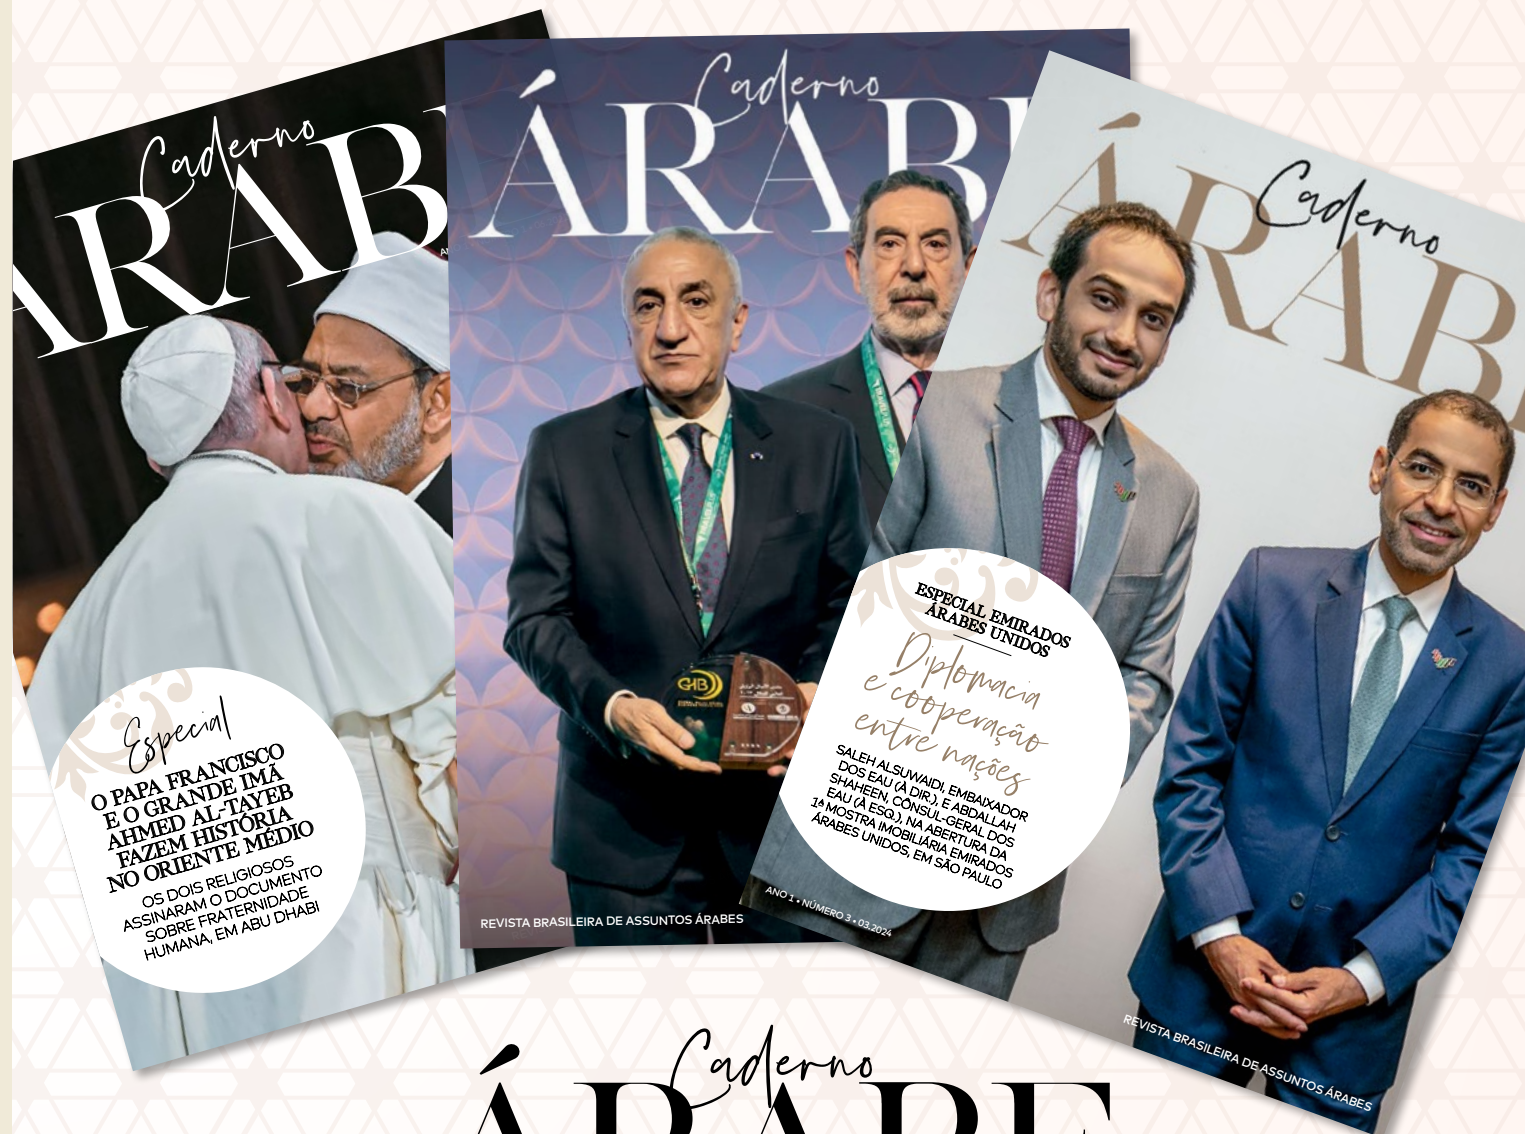 Caderno
ÁRAB
Especial
O PAPA FRANCISCO
E O GRANDE IMÃ
AHMED AL-TAYEB
FAZEM HISTÓRIA
NO ORIENTE MÉDIO
OS DOIS RELIGIOSOS
ASSINARAM O DOCUMENTO
SOBRE FRATERNIDADE
HUMANA, EM ABU DHABI
Caderno
ÁRAB
GHB
REVISTA BRASILEIRA DE ASSUNTOS ÁRABES
Caderno
ÁRAB
ESPECIAL EMIRADOS
ÁRABES UNIDOS
Diplomacia
e cooperação
entre nações
SALEH ALSUWAIDI, EMBAIXADOR
DOS EAU (À DIR.), E ABDALLAH
SHAHEEN, CÔNSUL-GERAL DOS
EAU (À ESQ.), NA ABERTURA DA
1ª MOSTRA IMOBILIÁRIA EMIRADOS
ÁRABES UNIDOS, EM SÃO PAULO
ANO 1 • NÚMERO 3 • 03.2024
REVISTA BRASILEIRA DE ASSUNTOS ÁRABES
Caderno
ÁRABE